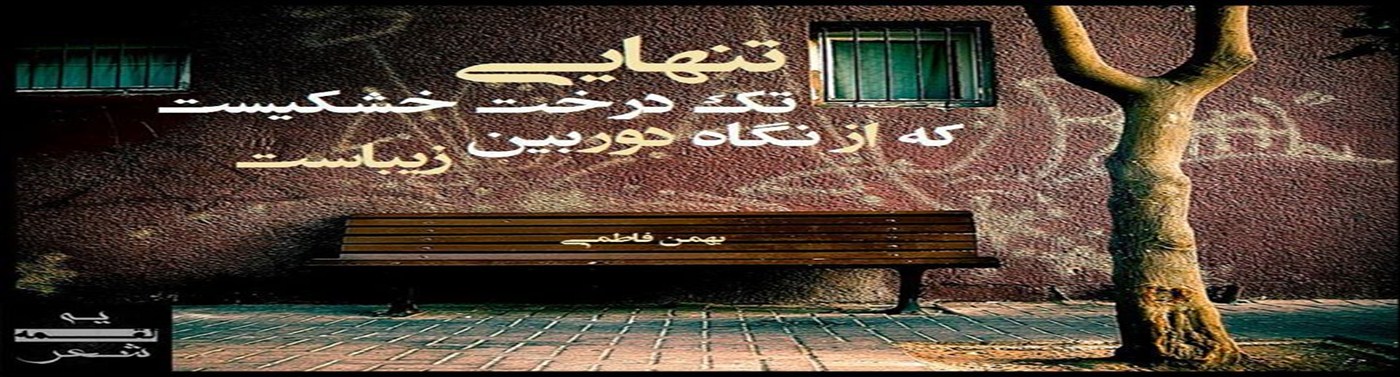 تنهایی
تک درخت خشکیست
که از نگاه دوربین زیباست
بهمن فاطمی
یه
لقمه
شعر